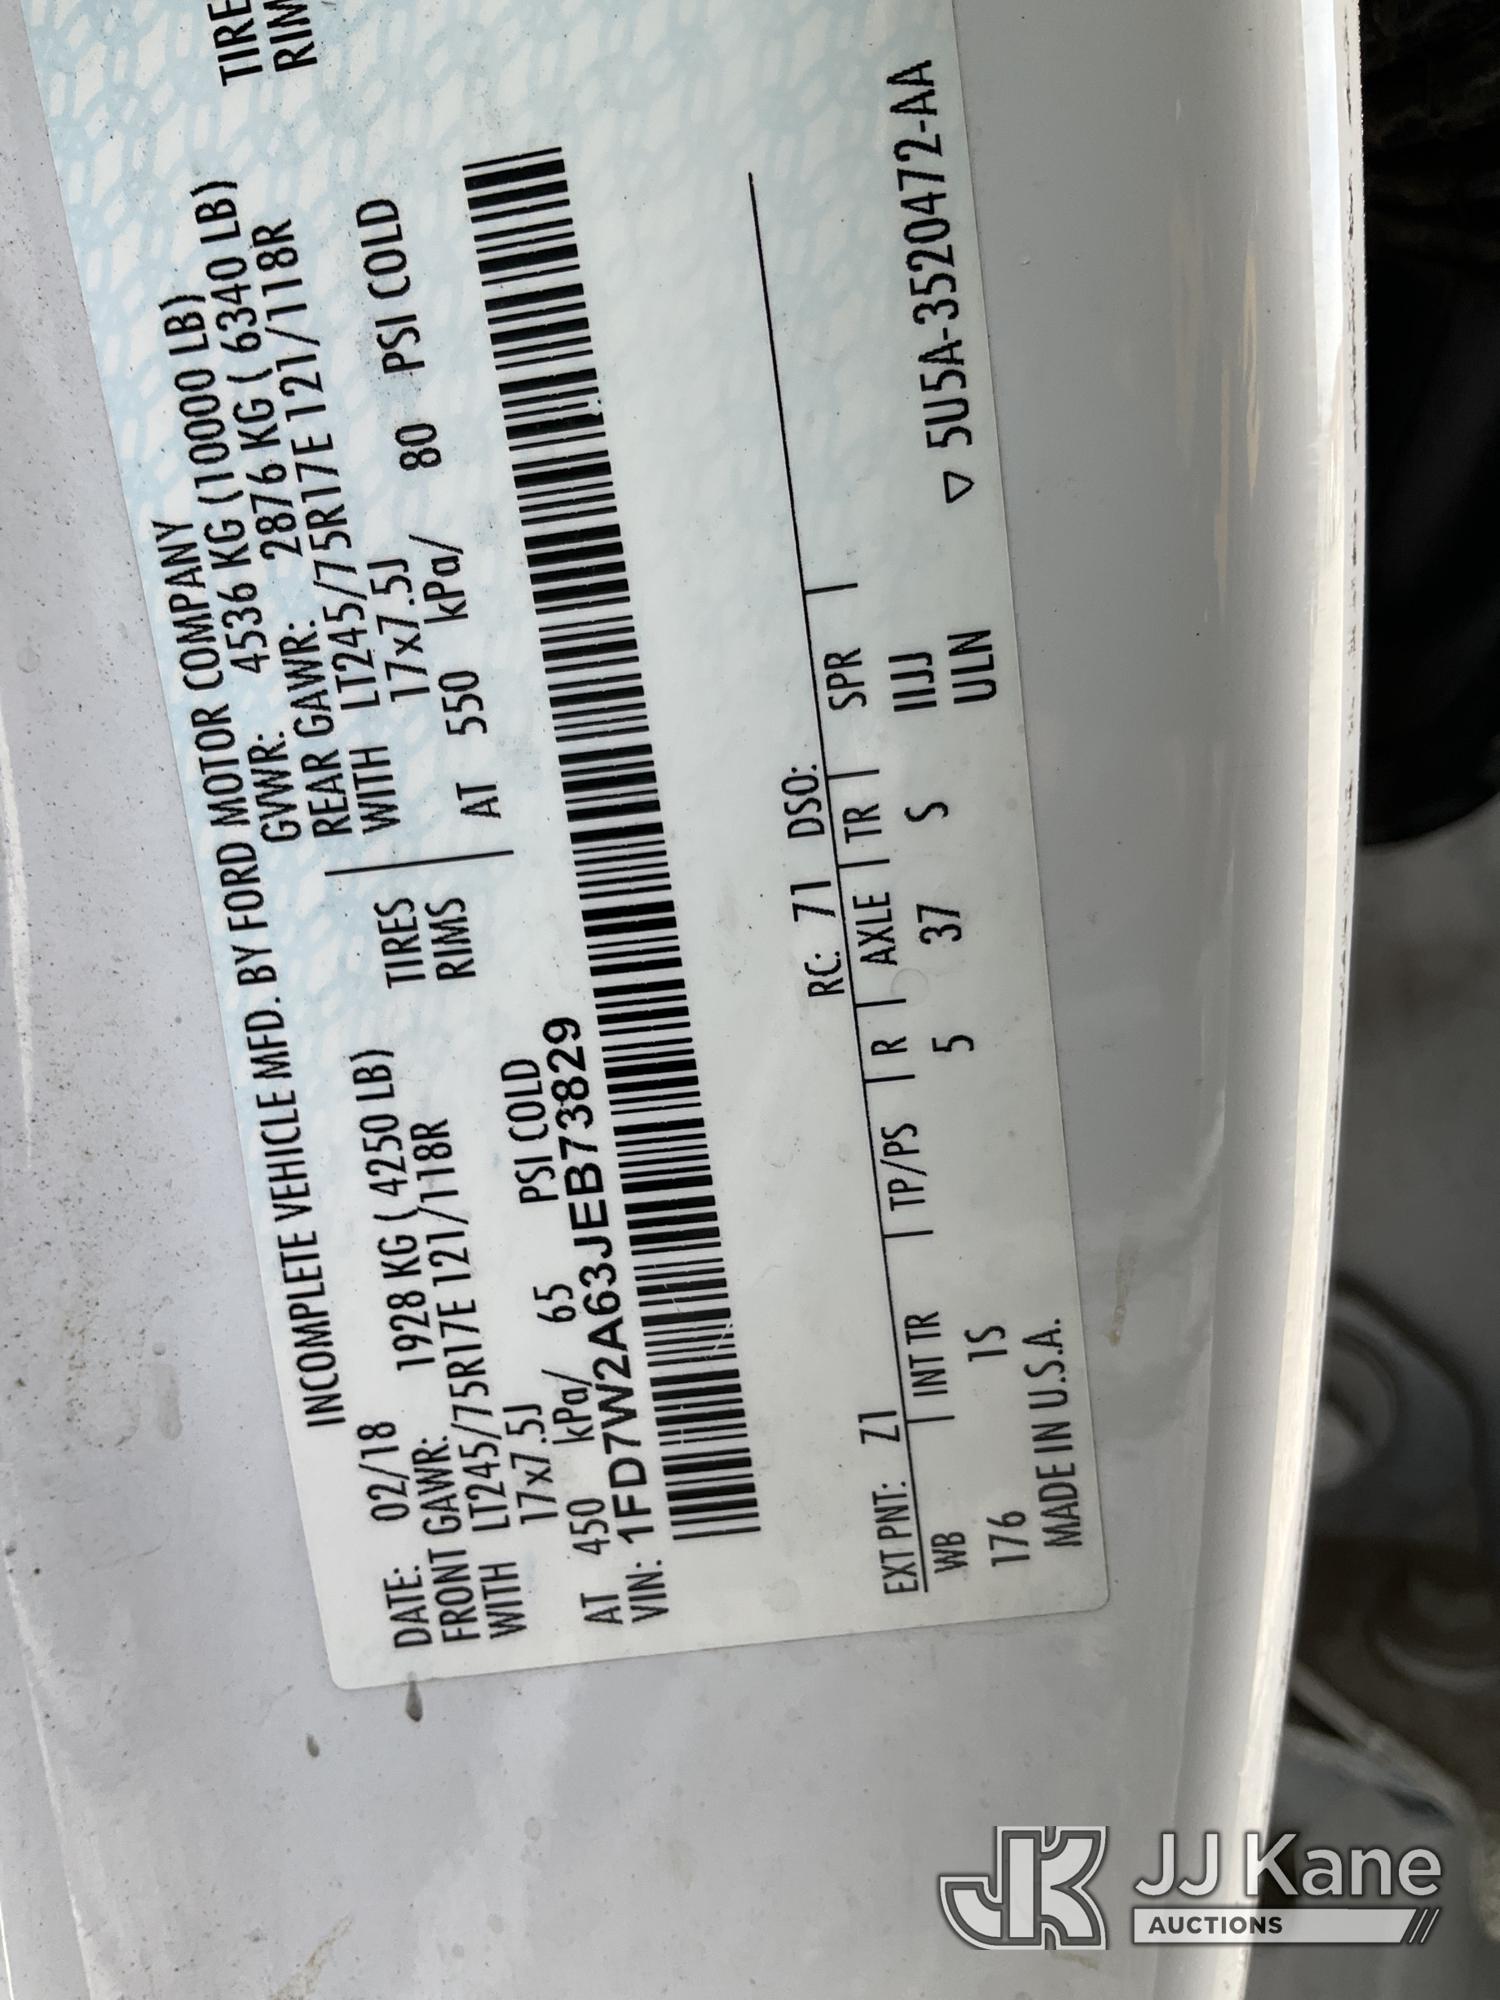 INCOMPLETE VEHICLE MFD. BY FORD MOTOR COMPANY
DATE: 02/18 GVWR: 4536 KG (10000 LB)
FRONT GAWR: 1928 KG ( 4250 LB) REAR GAWR: 2876 KG ( 6340 LB)
WITH LT245/75R17E 121/118R TIRES WITH LT245/75R17E 121/118R TIRE
17x7.5J RIMS 17x7.5J RIM
AT 450 kPa/ 65 PSI COLD AT 550 kPa/ 80 PSI COLD
VIN: 1FD7W2A63JEB73829
EXT PNT: Z1 RC: 71 DSO:
WB INT TR TP/PS R AXLE TR SPR
176 1S 5 37 S IIJJ
MADE IN U.S.A. ULN
▽ 5U5A-3520472-AA
JK JJ Kane
AUCTIONS